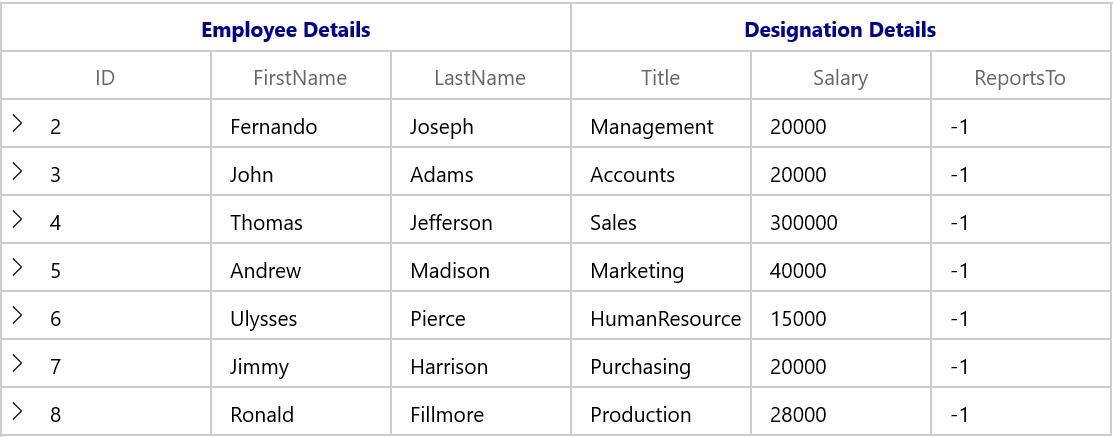 Employee Details Designation Details
ID FirstName LastName Title Salary ReportsTo
2 Fernando Joseph Management 20000 -1
3 John Adams Accounts 20000 -1
4 Thomas Jefferson Sales 300000 -1
5 Andrew Madison Marketing 40000 -1
6 Ulysses Pierce HumanResource 15000 -1
7 Jimmy Harrison Purchasing 20000 -1
8 Ronald Fillmore Production 28000 -1